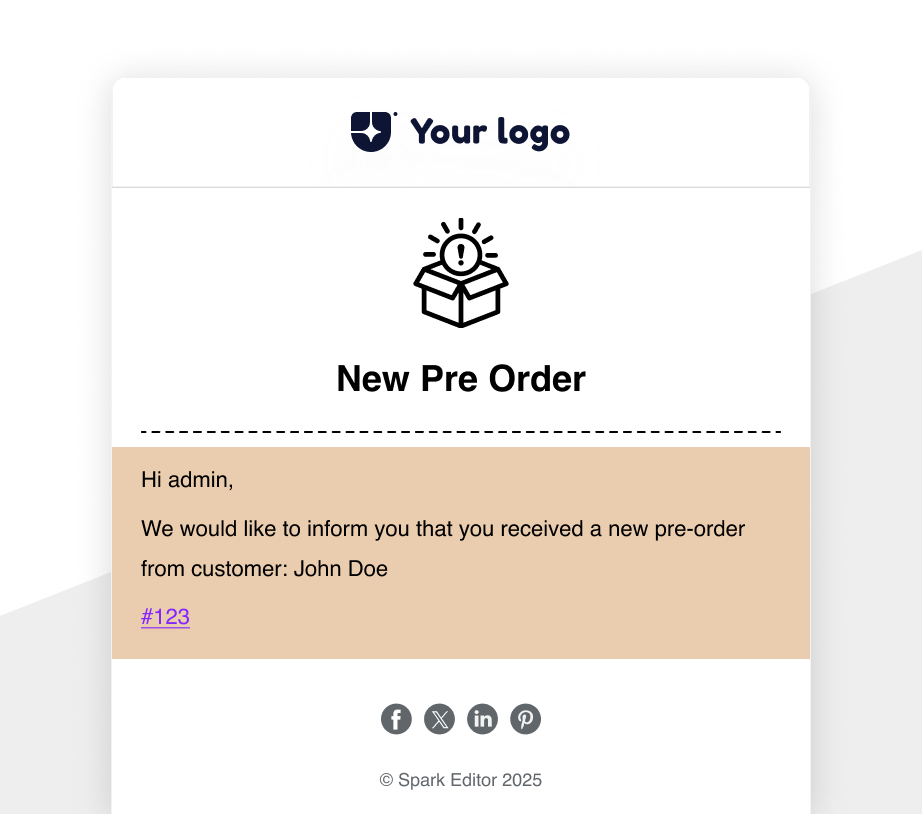 Your logo
New Pre Order
Hi admin,
We would like to inform you that you received a new pre-order
from customer: John Doe
#123
© Spark Editor 2025